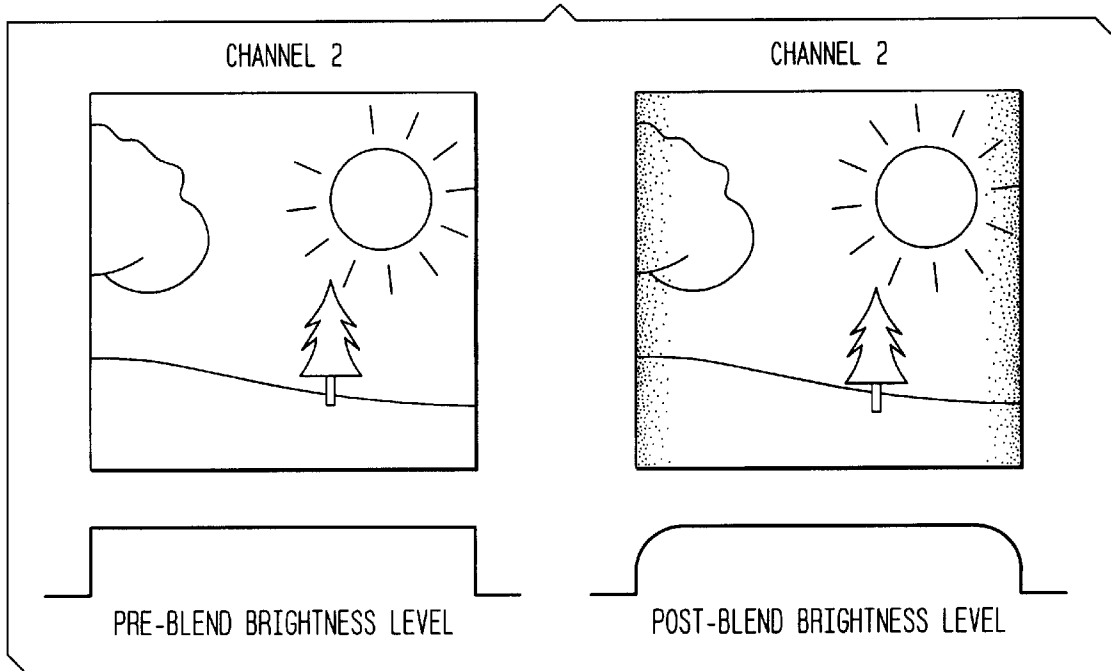 CHANNEL 2
CHANNEL 2
PRE-BLEND BRIGHTNESS LEVEL
POST-BLEND BRIGHTNESS LEVEL